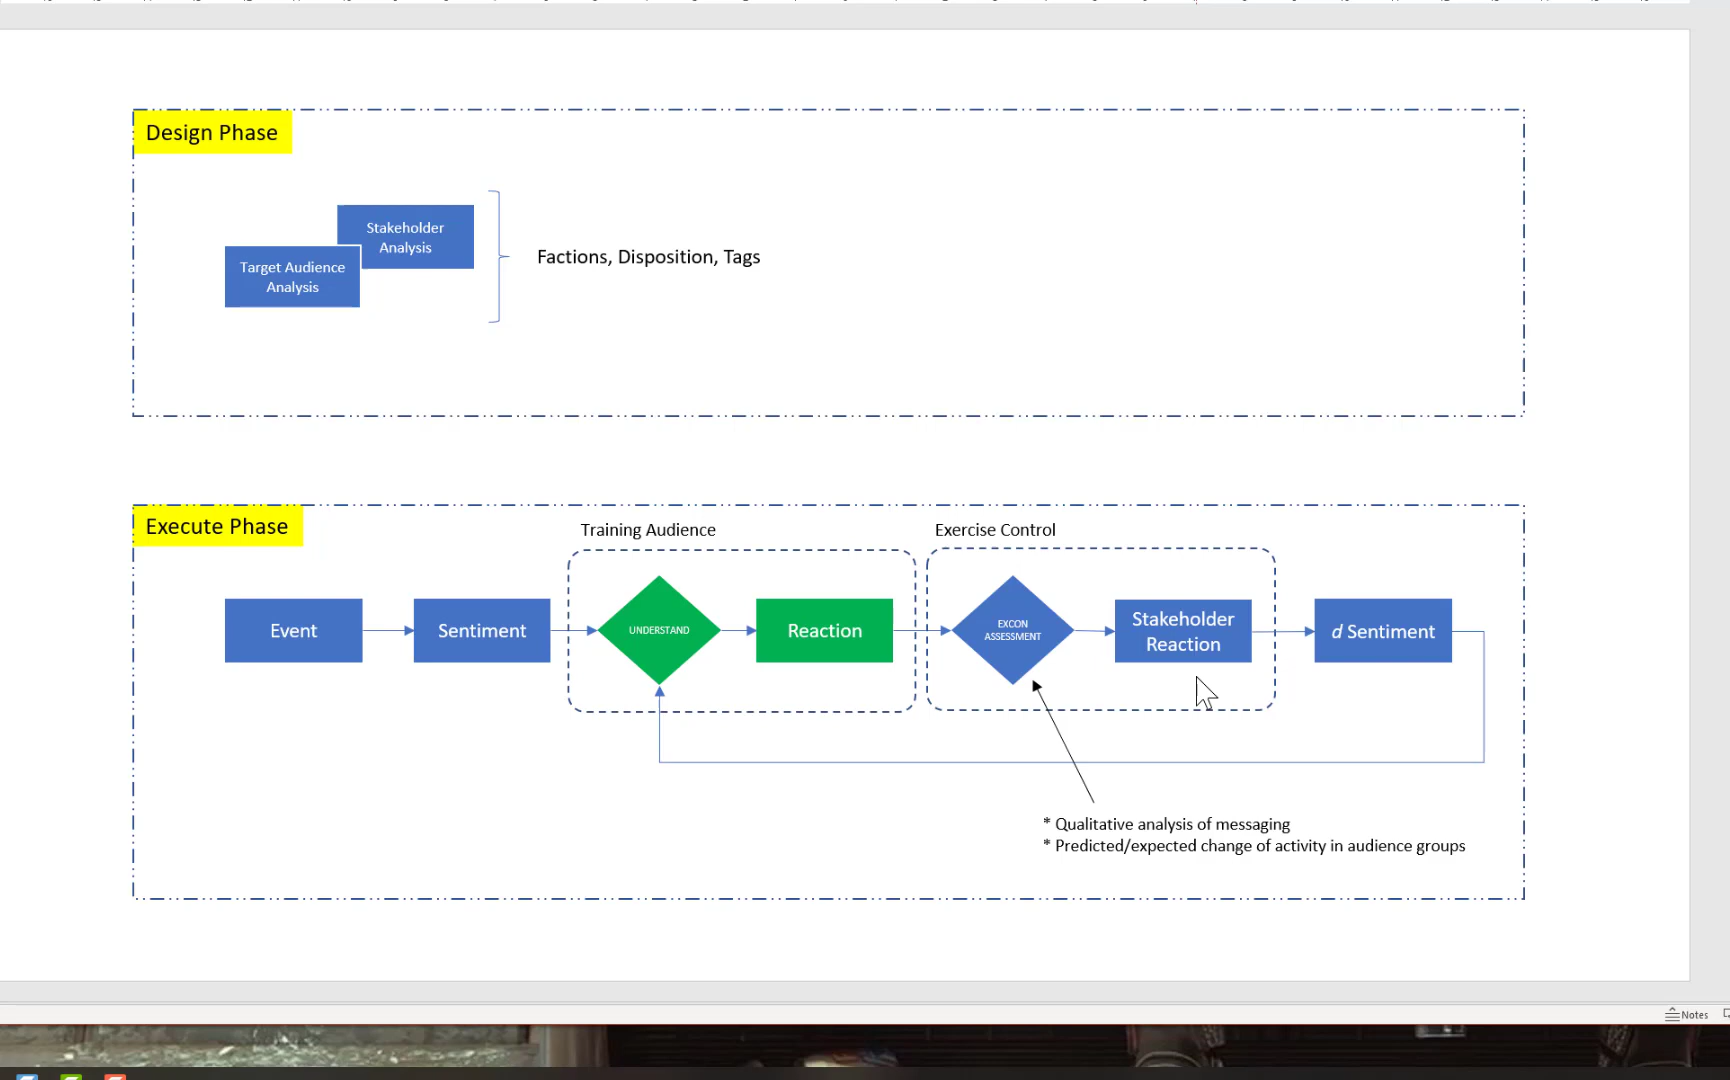 Design Phase
Stakeholder
Analysis
Target Audience
Analysis
Factions, Disposition, Tags
Execute Phase
Training Audience
Exercise Control
Event
Sentiment
UNDERSTAND
Reaction
EXCON
ASSESSMENT
Stakeholder
Reaction
d Sentiment
* Qualitative analysis of messaging
* Predicted/expected change of activity in audience groups
Notes